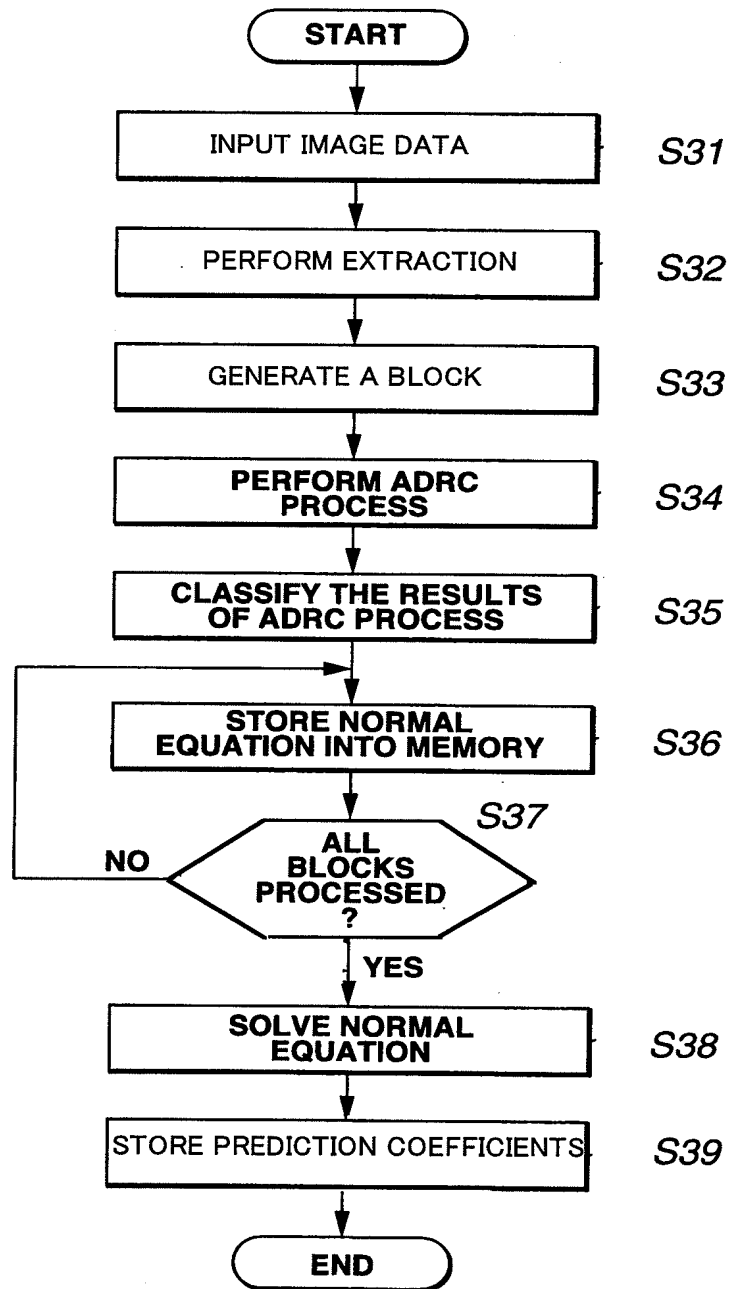 START
INPUT IMAGE DATA
S31
PERFORM EXTRACTION
S32
GENERATE A BLOCK
S33
PERFORM ADRC
PROCESS
S34
CLASSIFY THE RESULTS
OF ADRC PROCESS
S35
STORE NORMAL
EQUATION INTO MEMORY
S36
S37
ALL
BLOCKS
PROCESSED
?
NO
YES
SOLVE NORMAL
EQUATION
S38
STORE PREDICTION COEFFICIENTS
S39
END